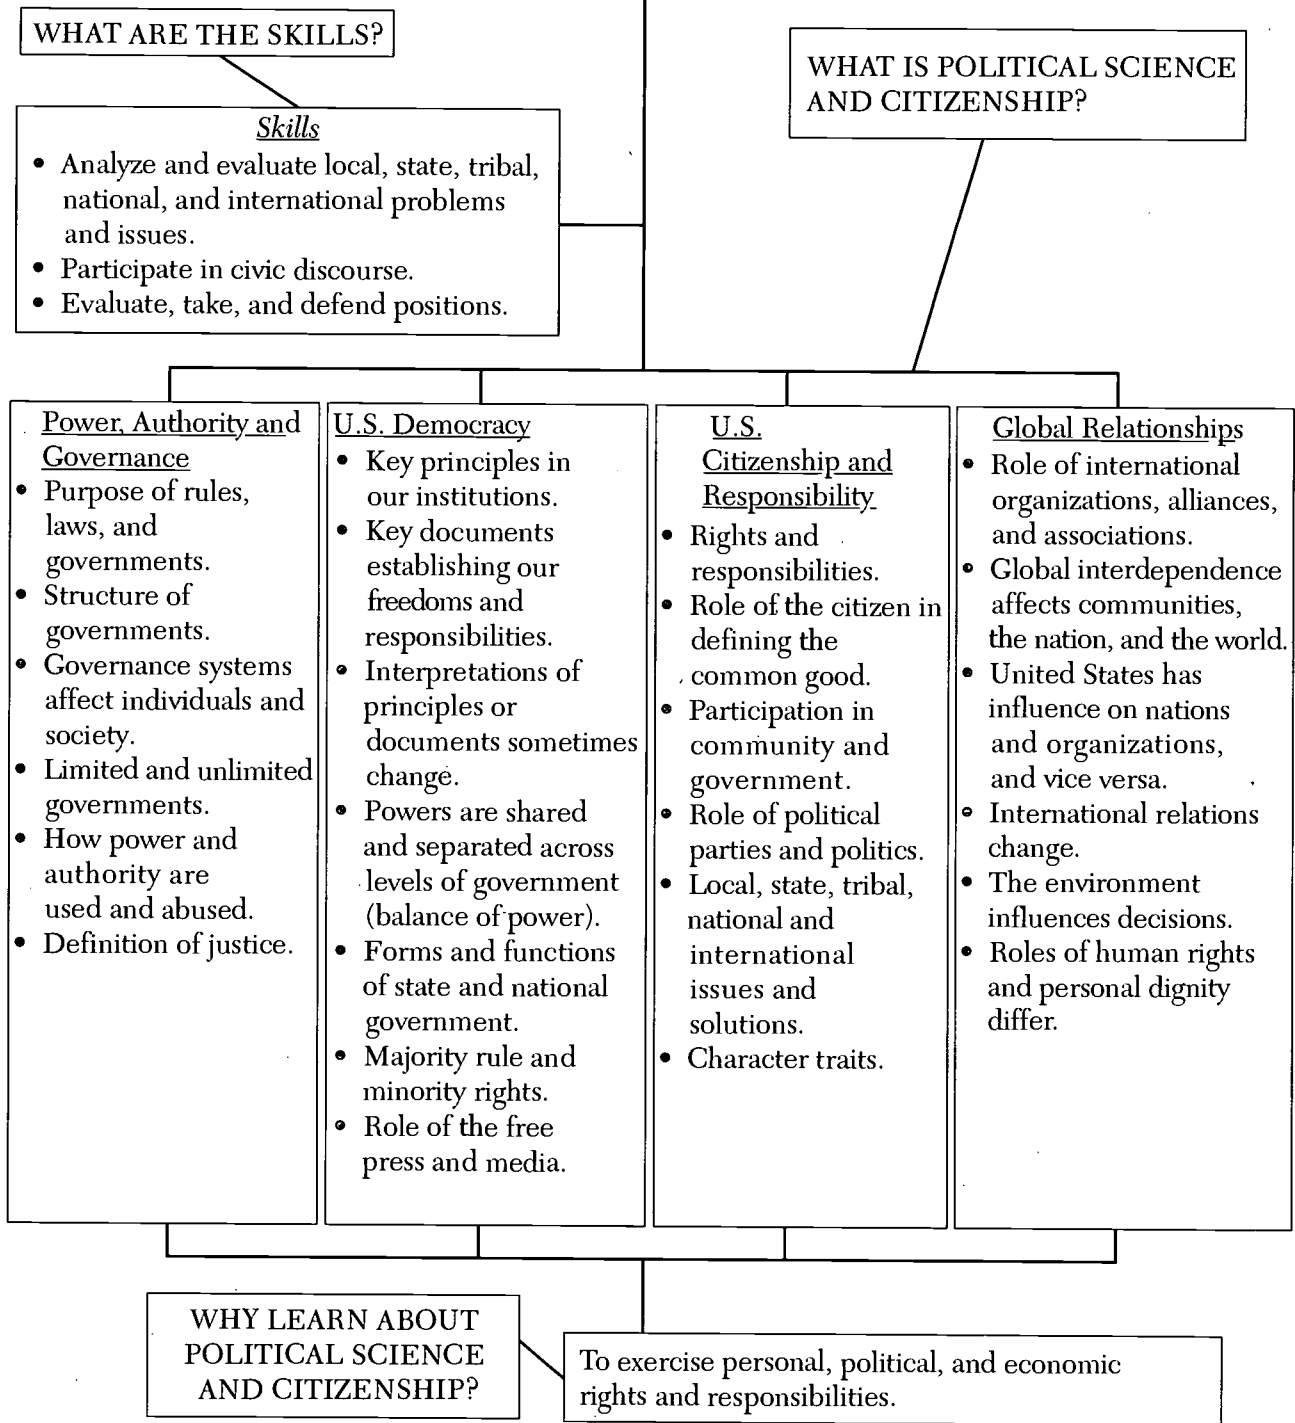 WHAT ARE THE SKILLS?
WHAT IS POLITICAL SCIENCE
AND CITIZENSHIP?
Skills
• Analyze and evaluate local, state, tribal,
national, and international problems
and issues.
• Participate in civic discourse.
• Evaluate, take, and defend positions.
Power, Authority and
Governance
• Purpose of rules,
laws, and
governments.
• Structure of
governments.
• Governance systems
affect individuals and
society.
• Limited and unlimited
governments.
• How power and
authority are
used and abused.
• Definition of justice.
U.S. Democracy
• Key principles in
our institutions.
• Key documents
establishing our
freedoms and
responsibilities.
• Interpretations of
principles or
documents sometimes
change.
• Powers are shared
and separated across
levels of government
(balance of power).
• Forms and functions
of state and national
government.
• Majority rule and
minority rights.
• Role of the free
press and media.
U.S.
Citizenship and
Responsibility
• Rights and
responsibilities.
• Role of the citizen in
defining the
common good.
• Participation in
community and
government.
• Role of political
parties and politics.
• Local, state, tribal,
national and
international
issues and
solutions.
• Character traits.
Global Relationships
• Role of international
organizations, alliances,
and associations.
• Global interdependence
affects communities,
the nation, and the world.
• United States has
influence on nations
and organizations,
and vice versa.
• International relations
change.
• The environment
influences decisions.
• Roles of human rights
and personal dignity
differ.
WHY LEARN ABOUT
POLITICAL SCIENCE
AND CITIZENSHIP?
To exercise personal, political, and economic
rights and responsibilities.